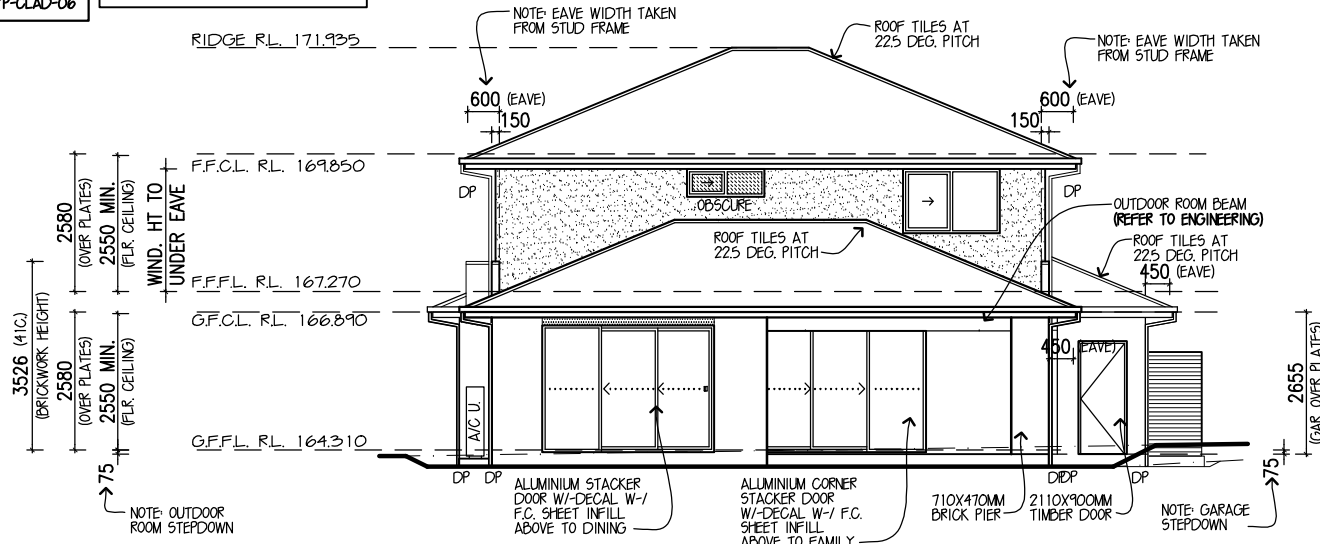 P-CLAD-06
NOTE: EAVE WIDTH TAKEN
FROM STUD FRAME
ROOF TILES AT
22.5 DEG. PITCH
NOTE: EAVE WIDTH TAKEN
FROM STUD FRAME
RIDGE R.L. 171.935
600 (EAVE)
150
150
600 (EAVE)
F.F.C.L. R.L. 169.850
2580
(OVER PLATES)
2550 MIN.
(FLR. CEILING)
WIND. HT TO
UNDER EAVE
DP
OBSCURE
DP
OUTDOOR ROOM BEAM
(REFER TO ENGINEERING)
ROOF TILES AT
22.5 DEG. PITCH
ROOF TILES AT
22.5 DEG. PITCH
450 (EAVE)
F.F.F.L. R.L. 167.270
G.F.C.L. R.L. 166.890
3526 (41C.)
(BRICKWORK HEIGHT)
2580
(OVER PLATES)
2550 MIN.
(FLR. CEILING)
450 (EAVE)
2655
(GAR. OVER PLATES)
A/C U.
G.F.F.L. R.L. 164.310
75
NOTE: OUTDOOR
ROOM STEPDOWN
DP DP
ALUMINIUM STACKER
DOOR W/-DECAL W-/
F.C. SHEET INFILL
ABOVE TO DINING
ALUMINIUM CORNER
STACKER DOOR
W/-DECAL W-/ F.C.
SHEET INFILL
ABOVE TO FAMILY
710X470MM
BRICK PIER
DP DP
2110X900MM
TIMBER DOOR
DP
NOTE: GARAGE
STEPDOWN
75